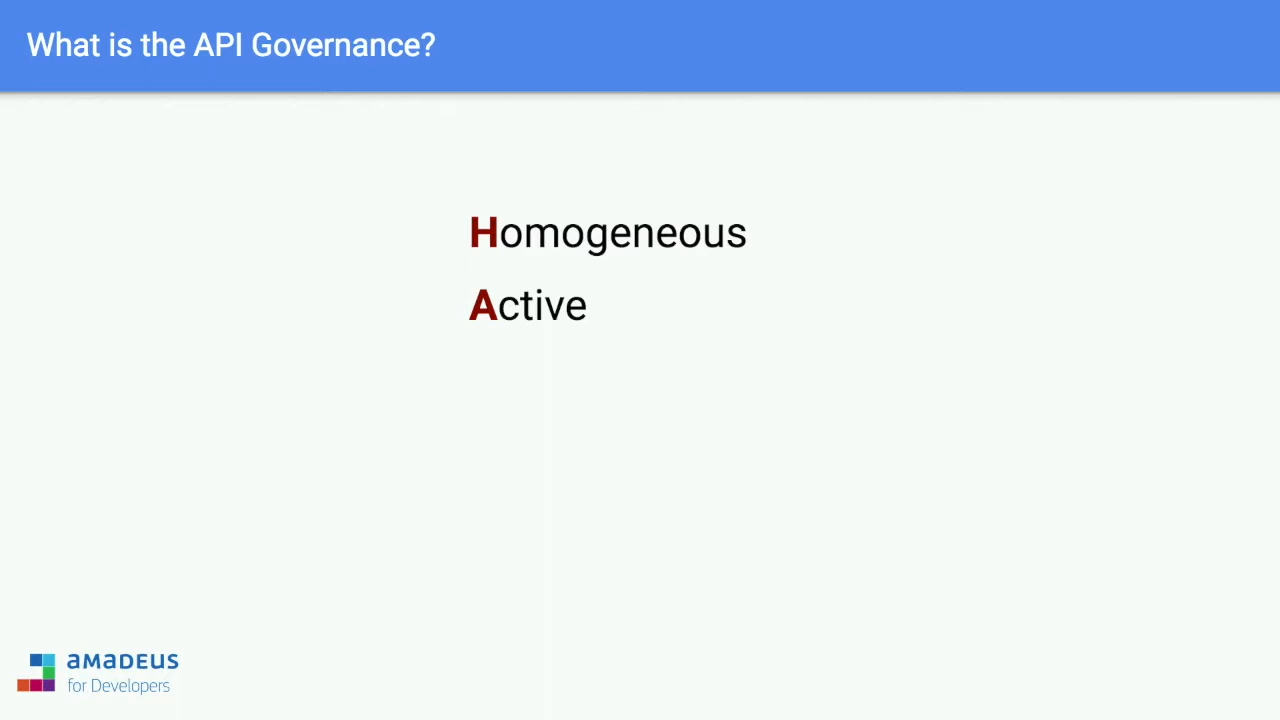 What is the API Governance?
Homogeneous
Active
amadeus
for Developers